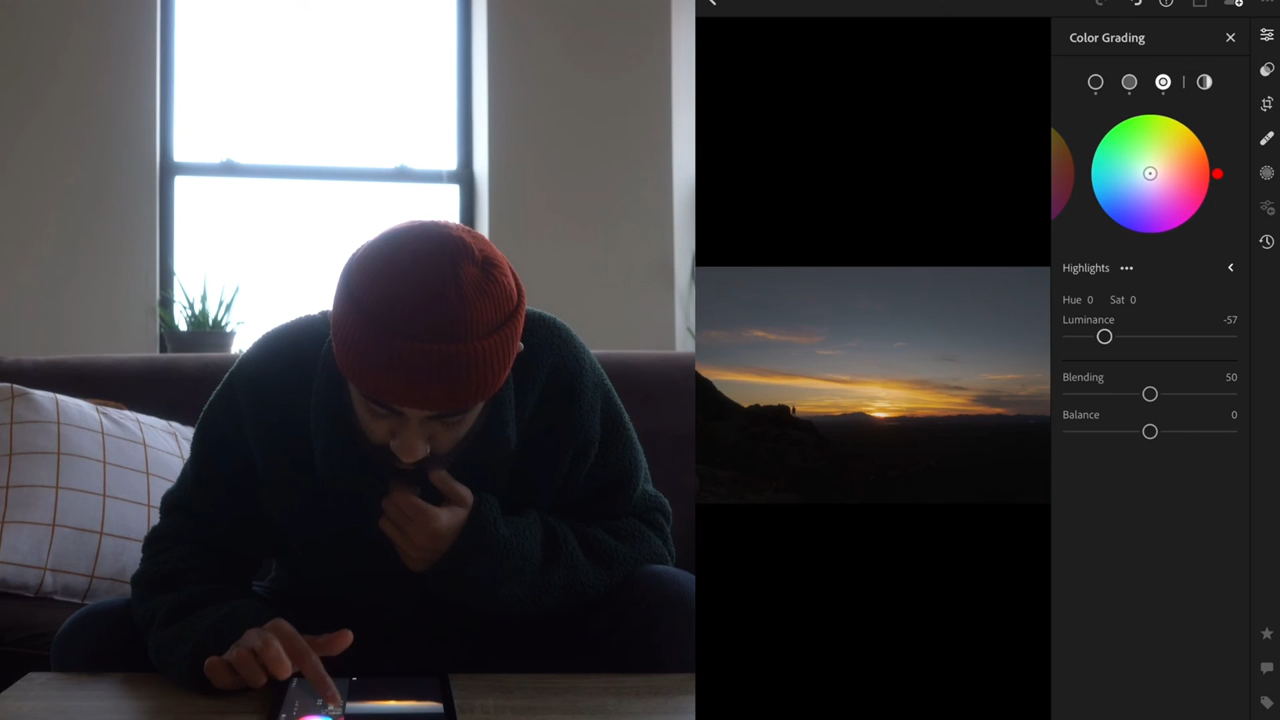 Color Grading
Highlights
Hue 0 Sat 0
Luminance -57
Blending 50
Balance 0